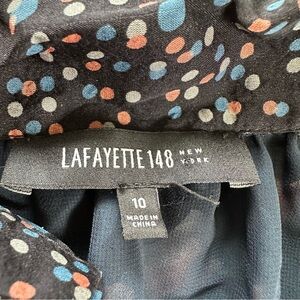 LAFAYETTE 148 NEW YORK
10
MADE IN
CHINA